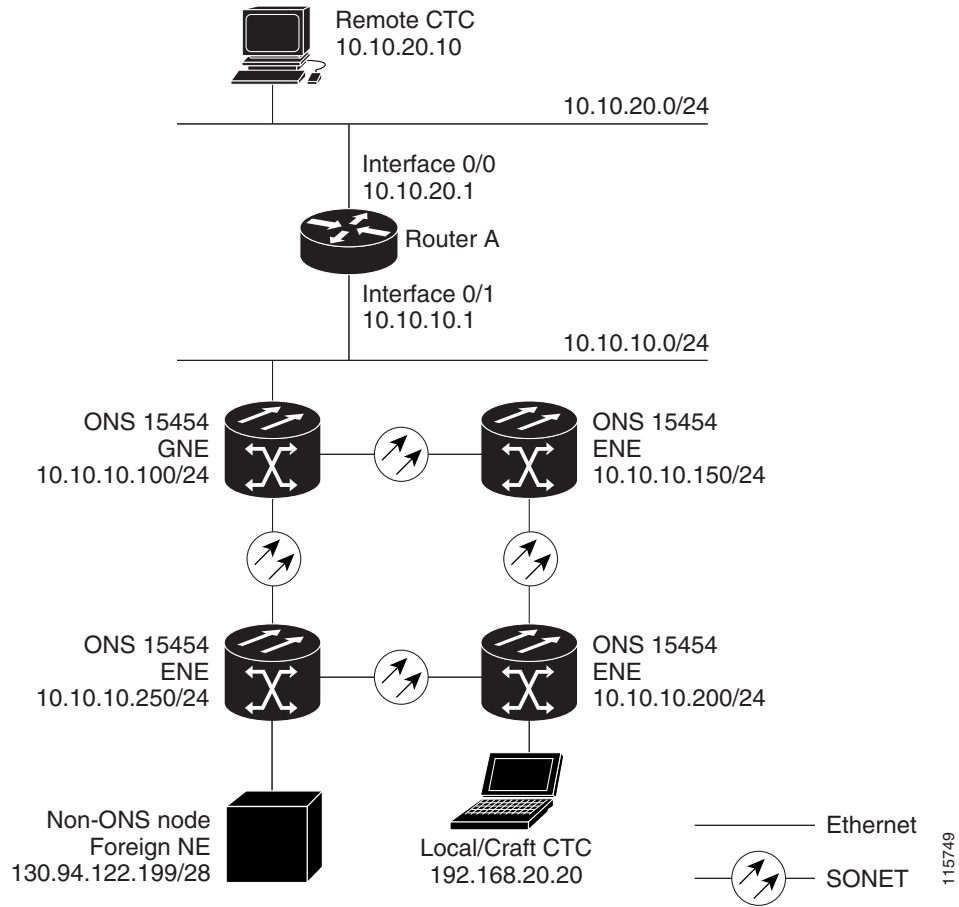 Remote CTC
10.10.20.10
10.10.20.0/24
Interface 0/0
10.10.20.1
Router A
Interface 0/1
10.10.10.1
10.10.10.0/24
ONS 15454
GNE
10.10.10.100/24
ONS 15454
ENE
10.10.10.150/24
ONS 15454
ENE
10.10.10.250/24
ONS 15454
ENE
10.10.10.200/24
Non-ONS node
Foreign NE
130.94.122.199/28
Local/Craft CTC
192.168.20.20
Ethernet
SONET
115749